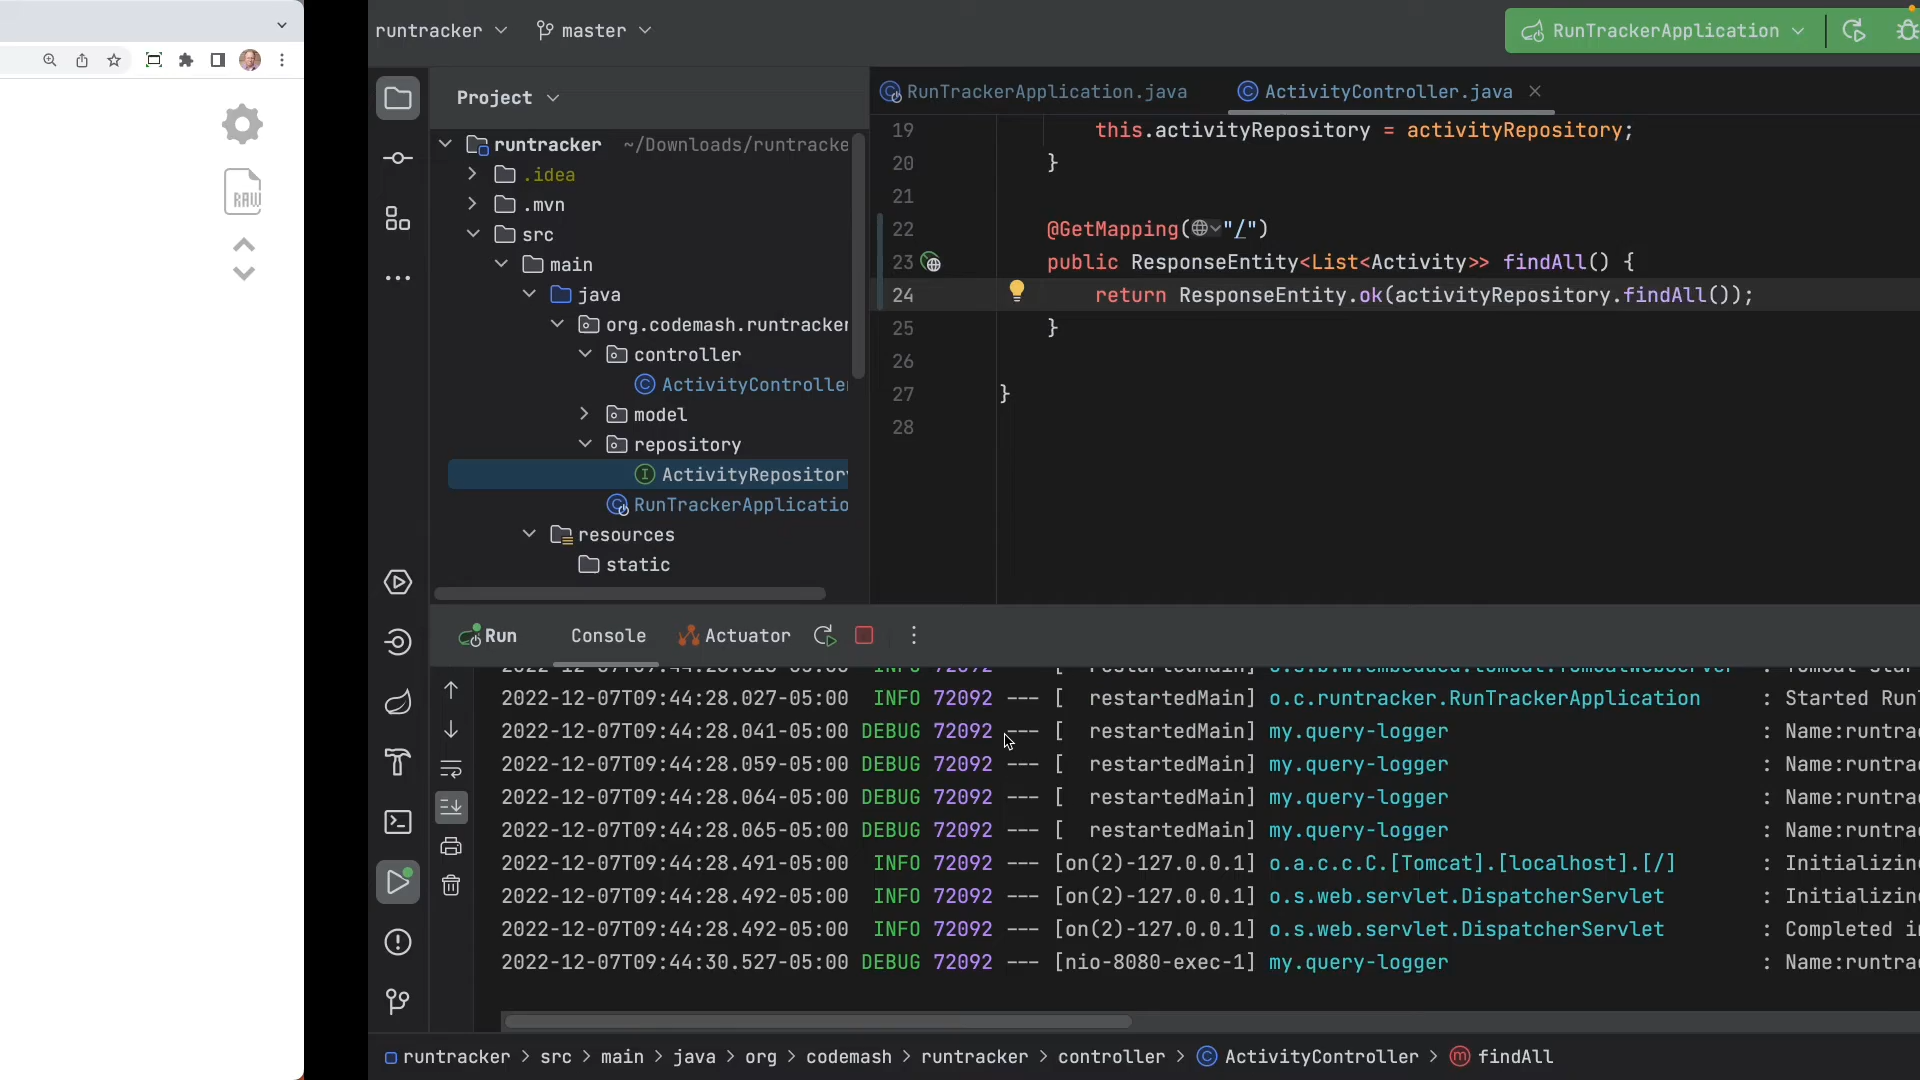 RAW
runtracker
master
RunTrackerApplication
Project
RunTrackerApplication.java
ActivityController.java
runtracker ~/Downloads/runtracke
.idea
.mvn
src
main
java
org.codemash.runtracker
controller
ActivityController
model
repository
ActivityRepository
RunTrackerApplicatio
resources
static
19 this.activityRepository = activityRepository;
20 }
21
22 @GetMapping("/")
23 public ResponseEntity<List<Activity>> findAll() {
24 return ResponseEntity.ok(activityRepository.findAll());
25 }
26
27 }
28
Run Console Actuator
2022-12-07T09:44:28.027-05:00 INFO 72092 --- [ restartedMain] o.c.runtracker.RunTrackerApplication : Started Run
2022-12-07T09:44:28.041-05:00 DEBUG 72092 --- [ restartedMain] my.query-logger : Name:runtra
2022-12-07T09:44:28.059-05:00 DEBUG 72092 --- [ restartedMain] my.query-logger : Name:runtra
2022-12-07T09:44:28.064-05:00 DEBUG 72092 --- [ restartedMain] my.query-logger : Name:runtra
2022-12-07T09:44:28.065-05:00 DEBUG 72092 --- [ restartedMain] my.query-logger : Name:runtra
2022-12-07T09:44:28.491-05:00 INFO 72092 --- [on(2)-127.0.0.1] o.a.c.c.C.[Tomcat].[localhost].[/] : Initializin
2022-12-07T09:44:28.492-05:00 INFO 72092 --- [on(2)-127.0.0.1] o.s.web.servlet.DispatcherServlet : Initializin
2022-12-07T09:44:28.492-05:00 INFO 72092 --- [on(2)-127.0.0.1] o.s.web.servlet.DispatcherServlet : Completed i
2022-12-07T09:44:30.527-05:00 DEBUG 72092 --- [nio-8080-exec-1] my.query-logger : Name:runtra
runtracker > src > main > java > org > codemash > runtracker > controller > ActivityController > findAll